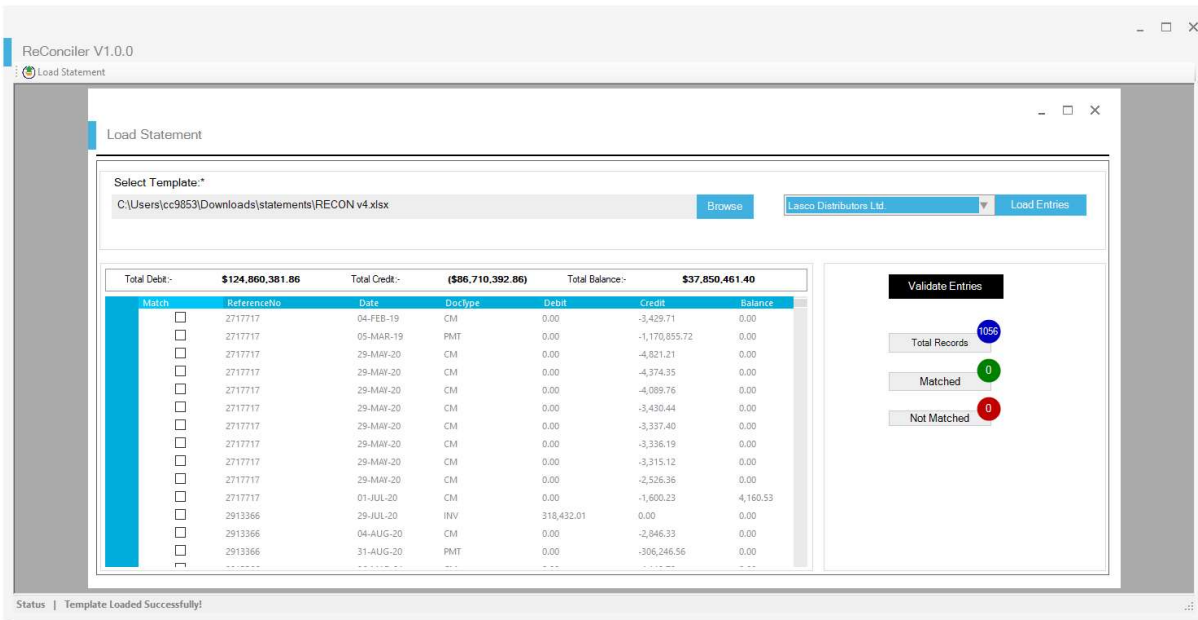 ReConciler V1.0.0
Load Statement
Load Statement
Select Template:*
C:\Users\cc9853\Downloads\statements\RECON v4.xlsx Browse Lasco Distributors Ltd. Load Entries
Total Debit:- $124,860,381.86 Total Credit:- ($86,710,392.86) Total Balance:- $37,850,461.40
Validate Entries
Match ReferenceNo Date DocType Debit Credit Balance
2717717 04-FEB-19 CM 0.00 -3,429.71 0.00
2717717 05-MAR-19 PMT 0.00 -1,170,855.72 0.00
2717717 29-MAY-20 CM 0.00 -4,821.21 0.00
2717717 29-MAY-20 CM 0.00 -4,374.35 0.00
2717717 29-MAY-20 CM 0.00 -4,089.76 0.00
2717717 29-MAY-20 CM 0.00 -3,430.44 0.00
2717717 29-MAY-20 CM 0.00 -3,337.40 0.00
2717717 29-MAY-20 CM 0.00 -3,336.19 0.00
2717717 29-MAY-20 CM 0.00 -3,315.12 0.00
2717717 29-MAY-20 CM 0.00 -2,526.36 0.00
2717717 01-JUL-20 CM 0.00 -1,600.23 4,160.53
2913366 29-JUL-20 INV 318,432.01 0.00 0.00
2913366 04-AUG-20 CM 0.00 -2,846.33 0.00
2913366 31-AUG-20 PMT 0.00 -306,246.56 0.00
Total Records 1056
Matched 0
Not Matched 0
Status | Template Loaded Successfully!